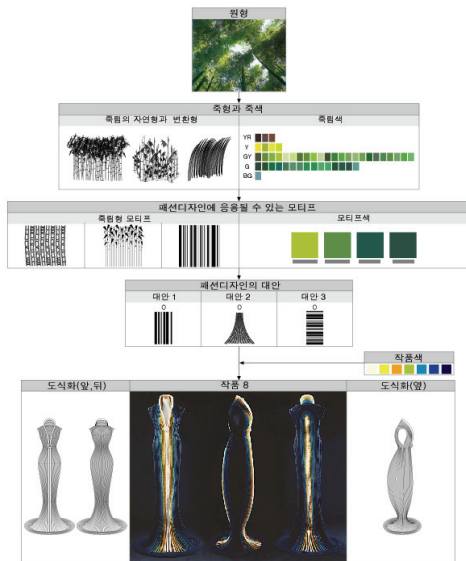 원형
죽형과 죽색
죽림의 자연형과 변환형
죽림색
YR
Y
GY
G
BG
패션디자인에 응용될 수 있는 모티프
죽림형 모티프
모티프색
패션디자인의 대안
대안 1
대안 2
대안 3
작품색
도식화(앞,뒤)
작품 8
도식화(옆)